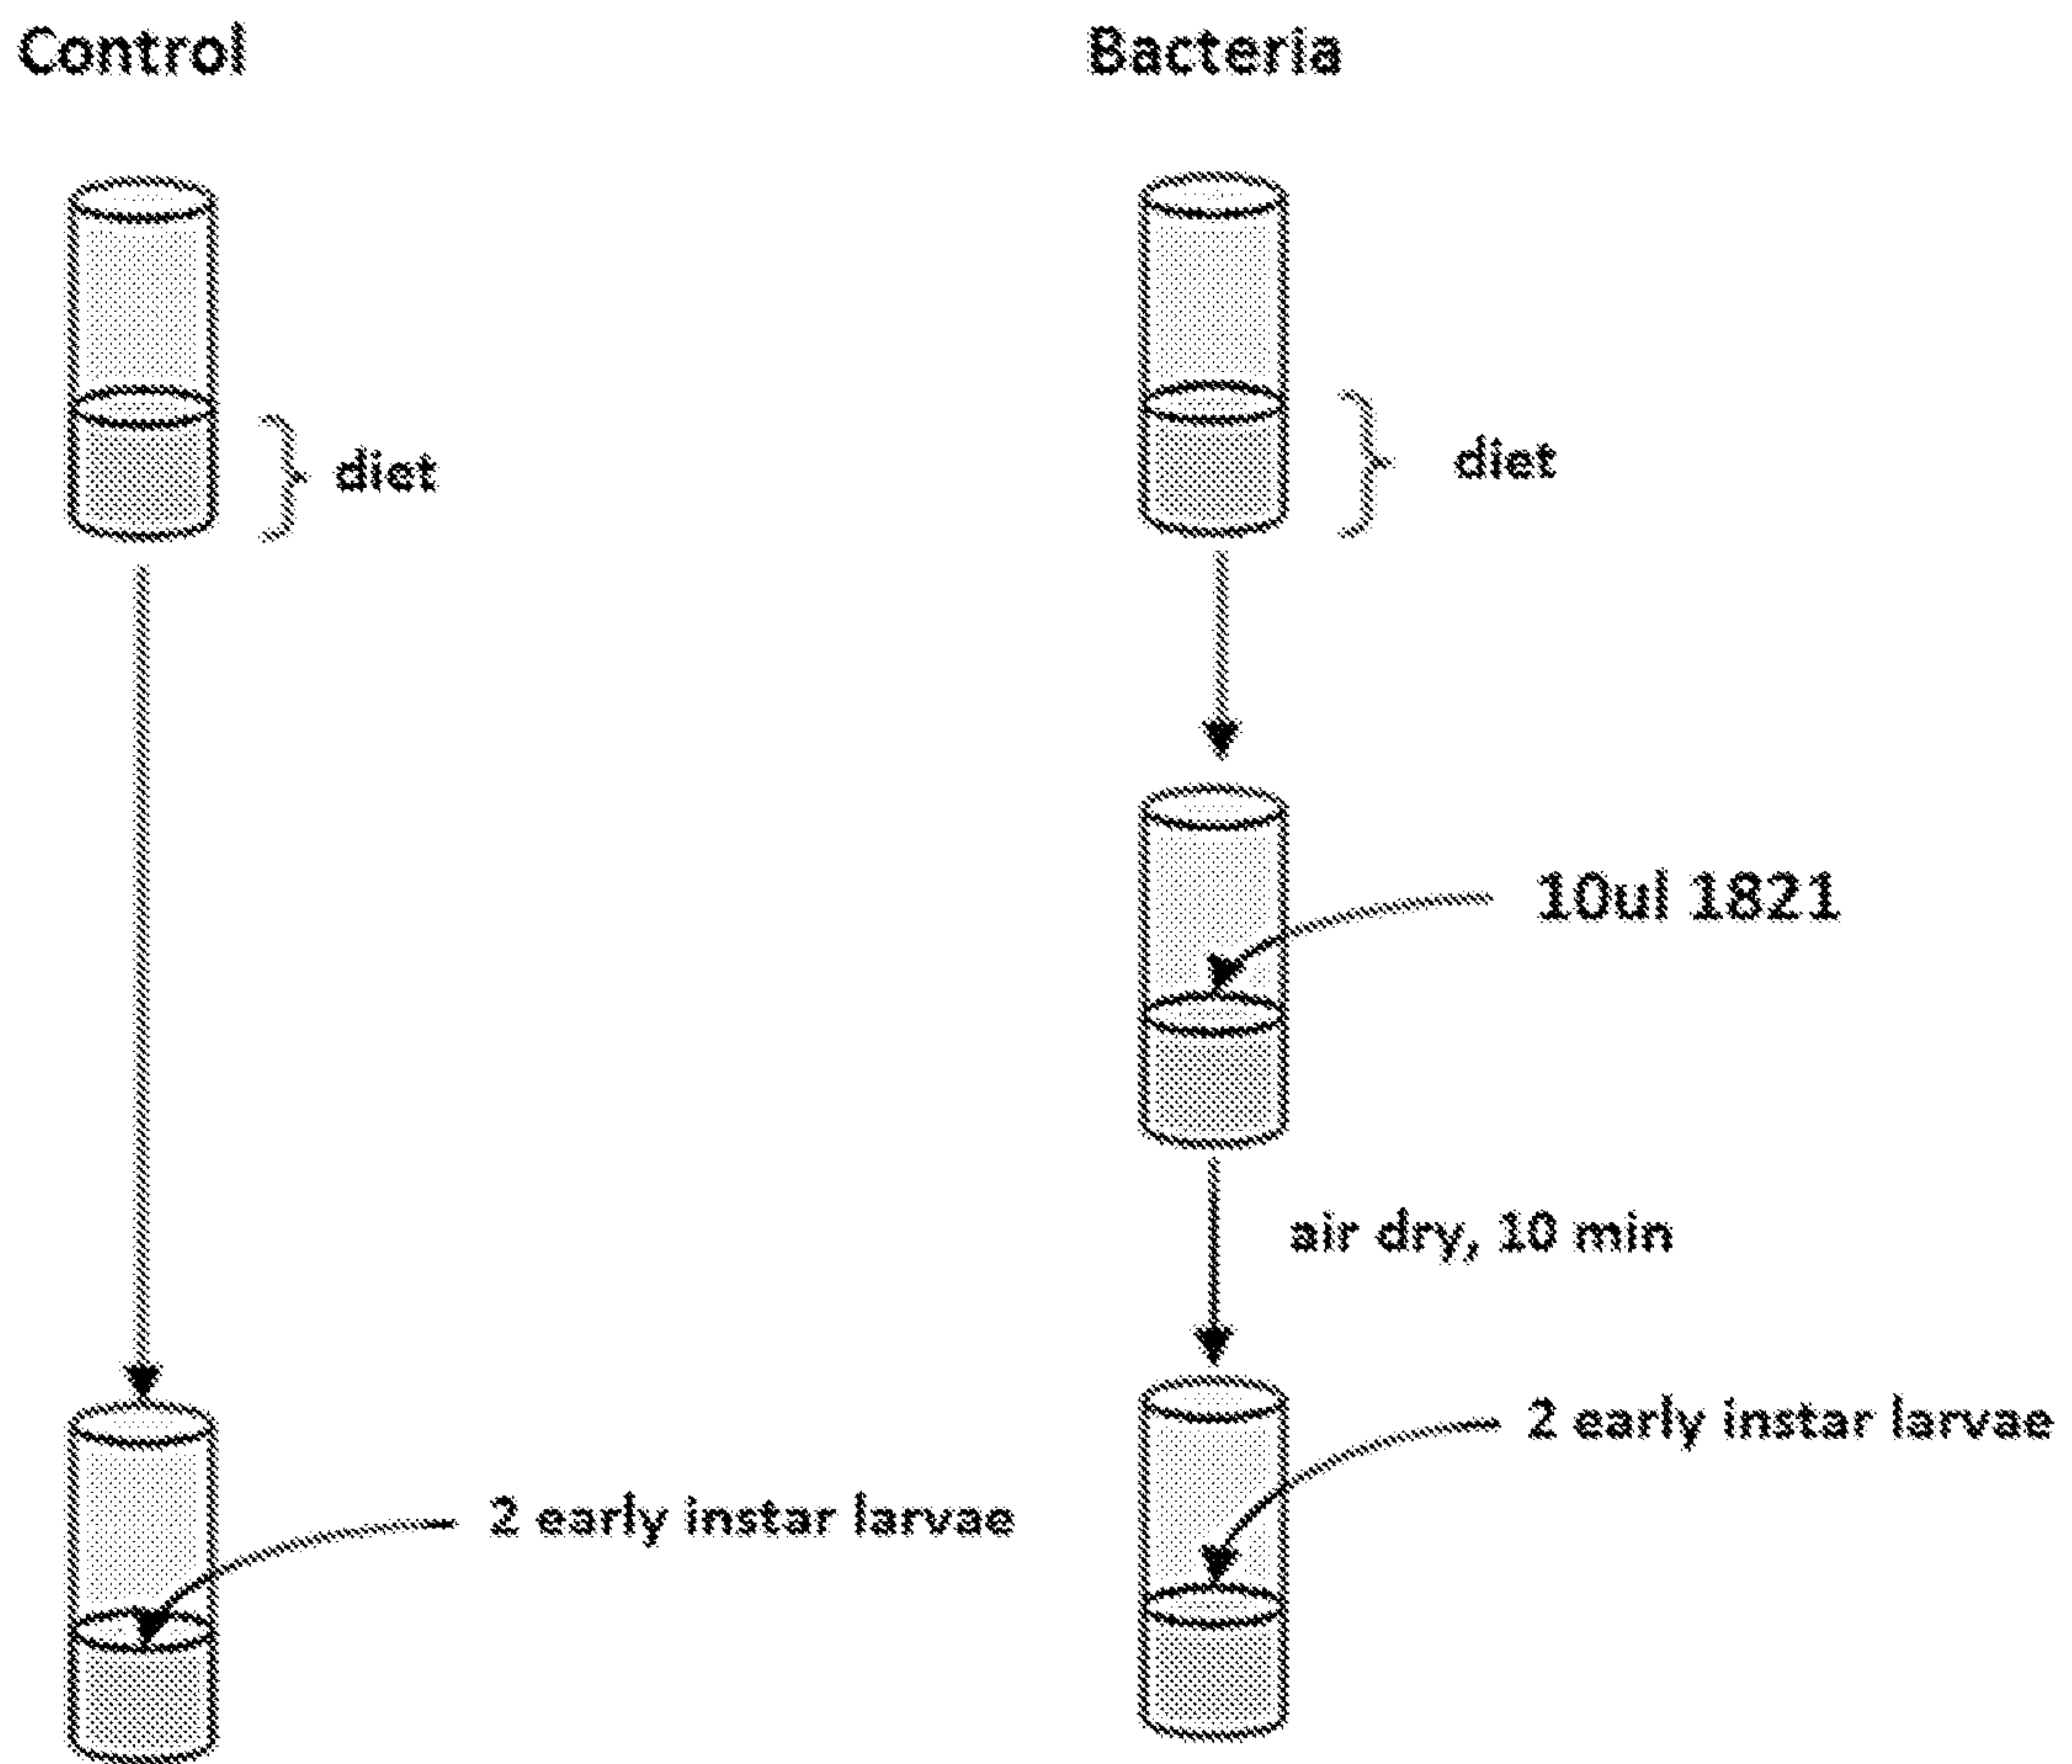 Control
Bacteria
diet
diet
10ul 1821
air dry, 10 min
2 early instar larvae
2 early instar larvae